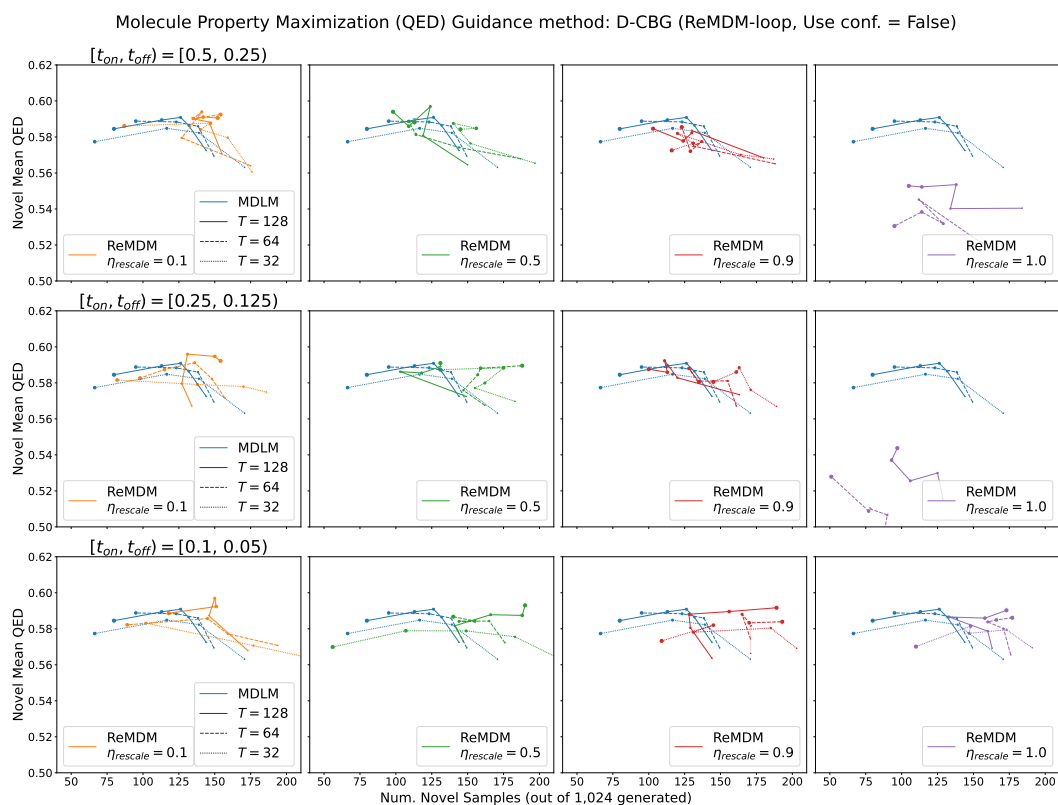 Molecule Property Maximization (QED) Guidance method: D-CBG (ReMDM-loop, Use conf. = False)
[t_on, t_off) = [0.5, 0.25)
Novel Mean QED
0.62
0.60
0.58
0.56
0.54
0.52
0.50
ReMDM
η_rescale = 0.1
MDLM
T = 128
T = 64
T = 32
ReMDM
η_rescale = 0.5
ReMDM
η_rescale = 0.9
ReMDM
η_rescale = 1.0
[t_on, t_off) = [0.25, 0.125)
Novel Mean QED
0.62
0.60
0.58
0.56
0.54
0.52
0.50
ReMDM
η_rescale = 0.1
MDLM
T = 128
T = 64
T = 32
ReMDM
η_rescale = 0.5
ReMDM
η_rescale = 0.9
ReMDM
η_rescale = 1.0
[t_on, t_off) = [0.1, 0.05)
Novel Mean QED
0.62
0.60
0.58
0.56
0.54
0.52
0.50
ReMDM
η_rescale = 0.1
MDLM
T = 128
T = 64
T = 32
ReMDM
η_rescale = 0.5
ReMDM
η_rescale = 0.9
ReMDM
η_rescale = 1.0
50 75 100 125 150 175 200
50 75 100 125 150 175 200
50 75 100 125 150 175 200
50 75 100 125 150 175 200
Num. Novel Samples (out of 1,024 generated)